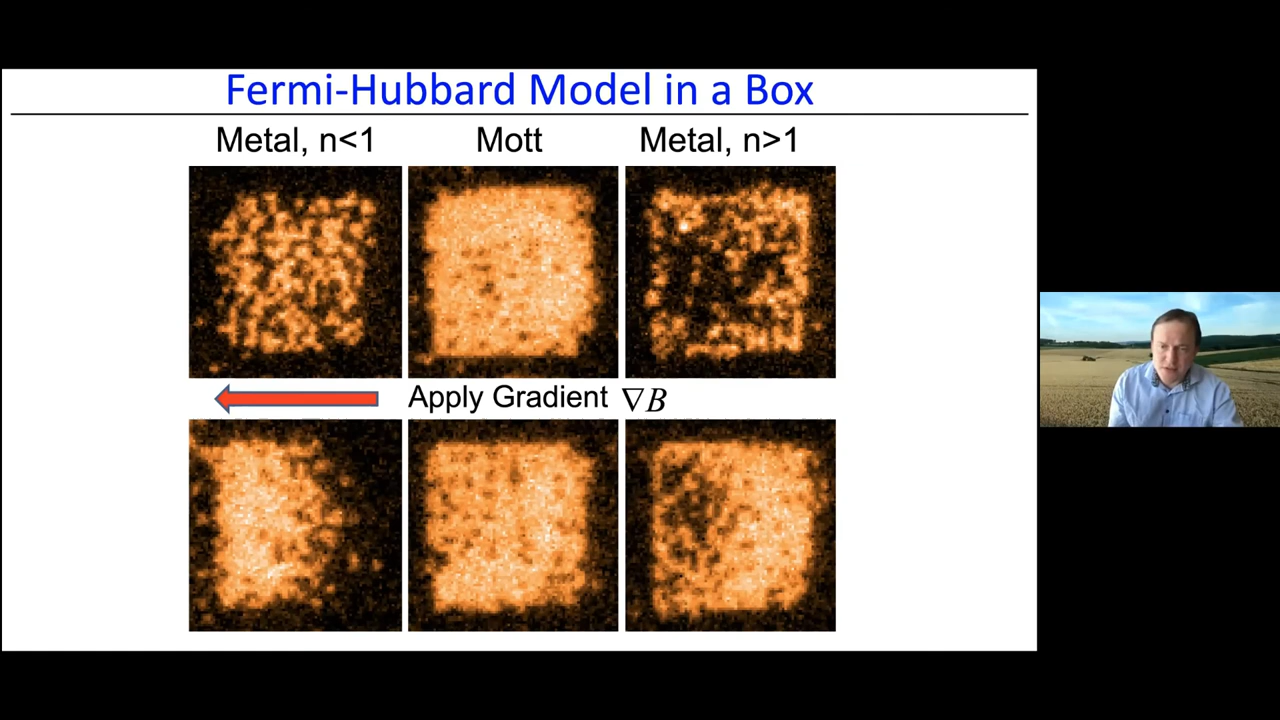 Fermi-Hubbard Model in a Box
Metal, n<1 Mott Metal, n>1
Apply Gradient ∇B